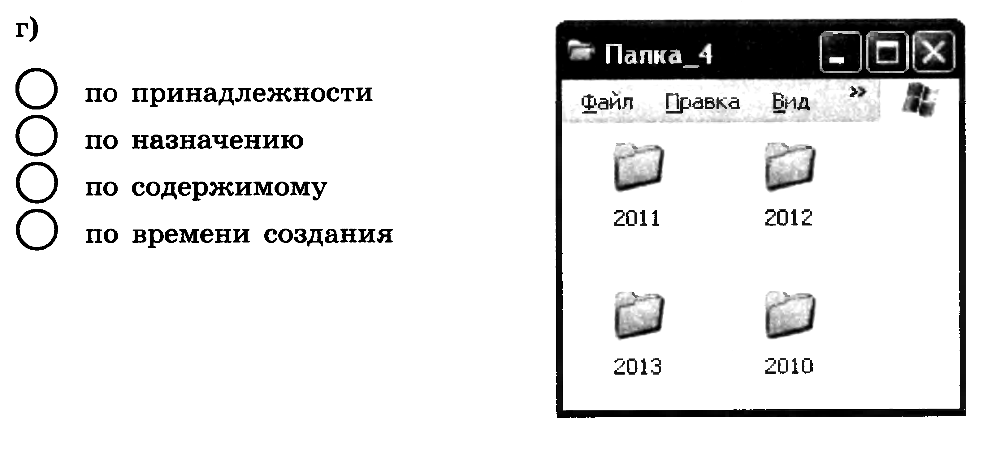 г)
по принадлежности
по назначению
по содержимому
по времени создания
Папка_4
Файл Правка Вид »
2011 2012
2013 2010